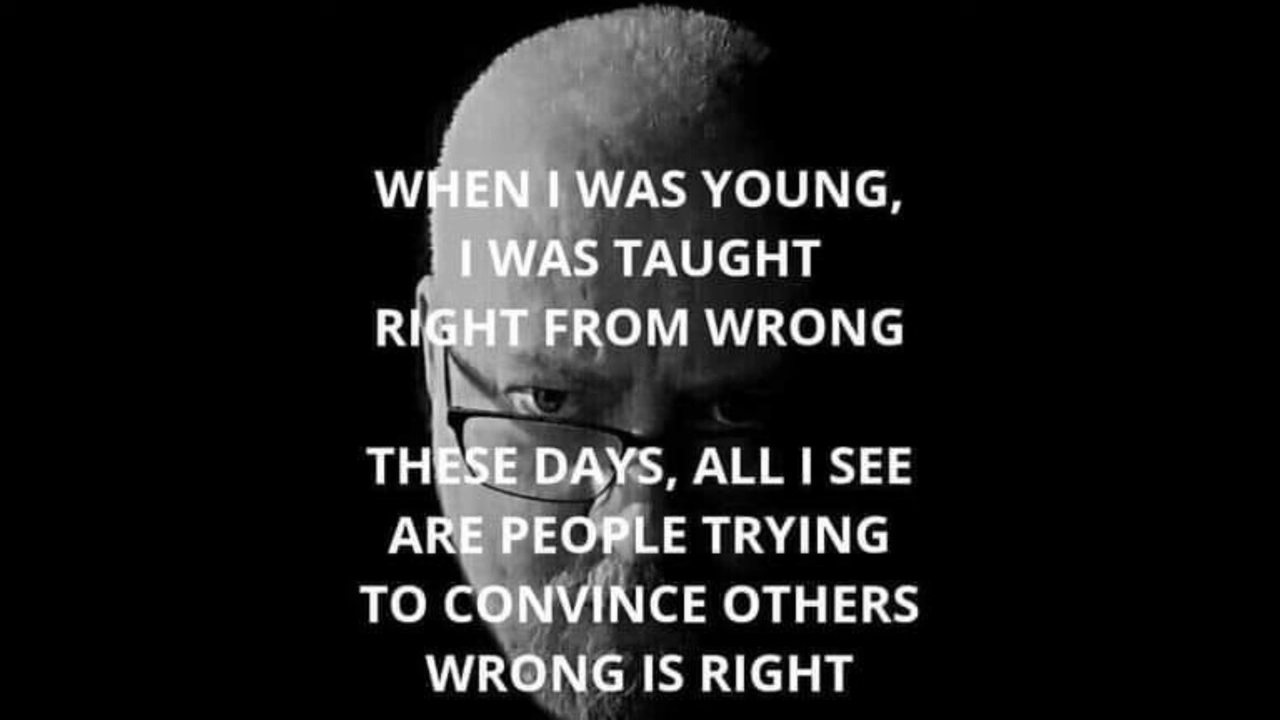 WHEN I WAS YOUNG,
I WAS TAUGHT
RIGHT FROM WRONG
THESE DAYS, ALL I SEE
ARE PEOPLE TRYING
TO CONVINCE OTHERS
WRONG IS RIGHT